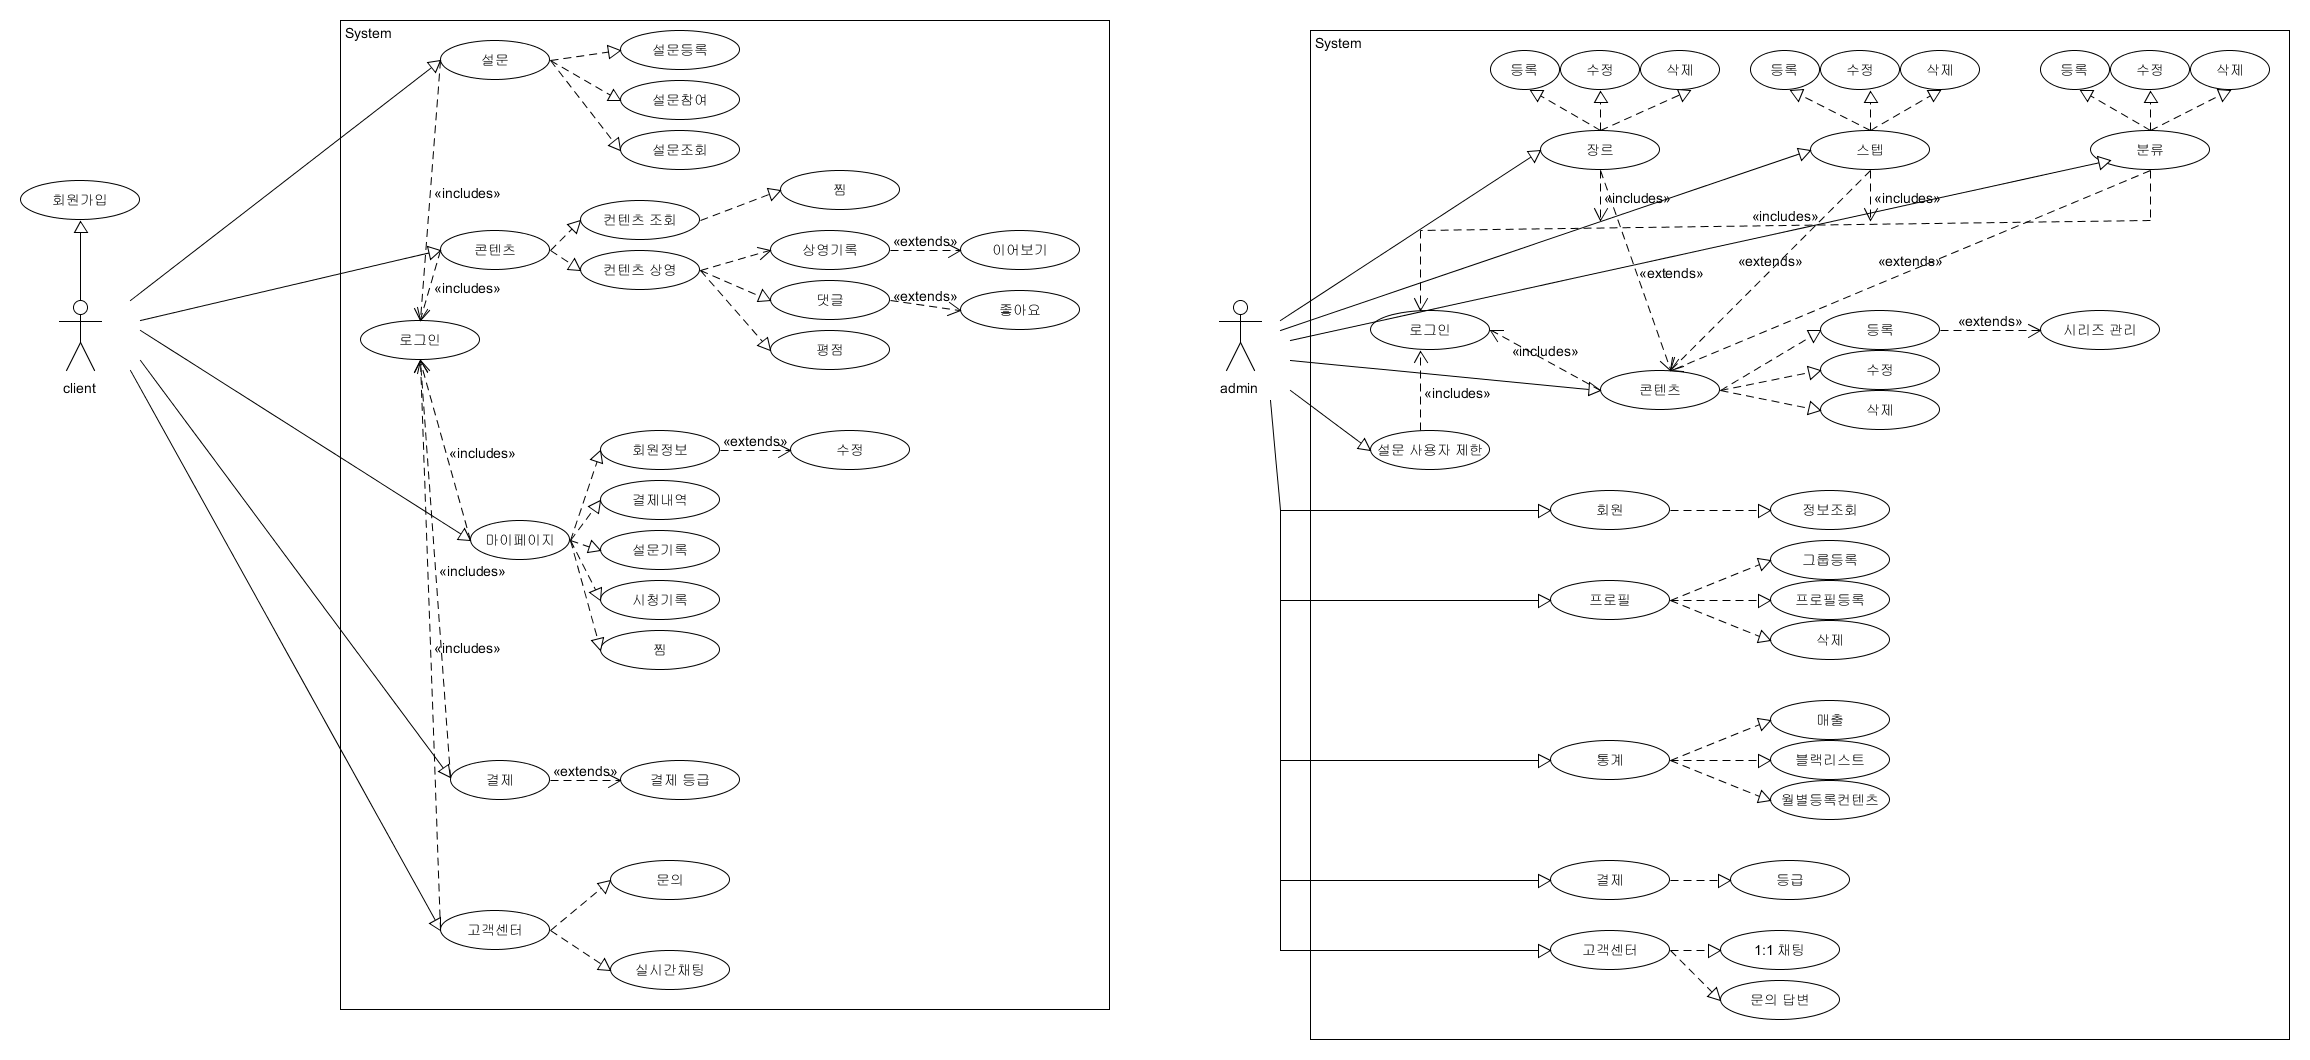 System
설문
설문등록
설문참여
설문조회
«includes»
회원가입
찜
컨텐츠 조회
콘텐츠
컨텐츠 상영
상영기록
«extends»
이어보기
«includes»
댓글
«extends»
좋아요
로그인
평점
client
회원정보
«extends»
수정
«includes»
결제내역
마이페이지
설문기록
«includes»
시청기록
찜
«includes»
결제
«extends»
결제 등급
문의
고객센터
실시간채팅
System
등록
수정
삭제
등록
수정
삭제
등록
수정
삭제
장르
스텝
분류
«includes»
«includes»
«includes»
«extends»
«extends»
«extends»
로그인
«includes»
등록
«extends»
시리즈 관리
admin
콘텐츠
수정
«includes»
삭제
설문 사용자 제한
회원
정보조회
그룹등록
프로필
프로필등록
삭제
매출
통계
블랙리스트
월별등록컨텐츠
결제
등급
고객센터
1:1 채팅
문의 답변